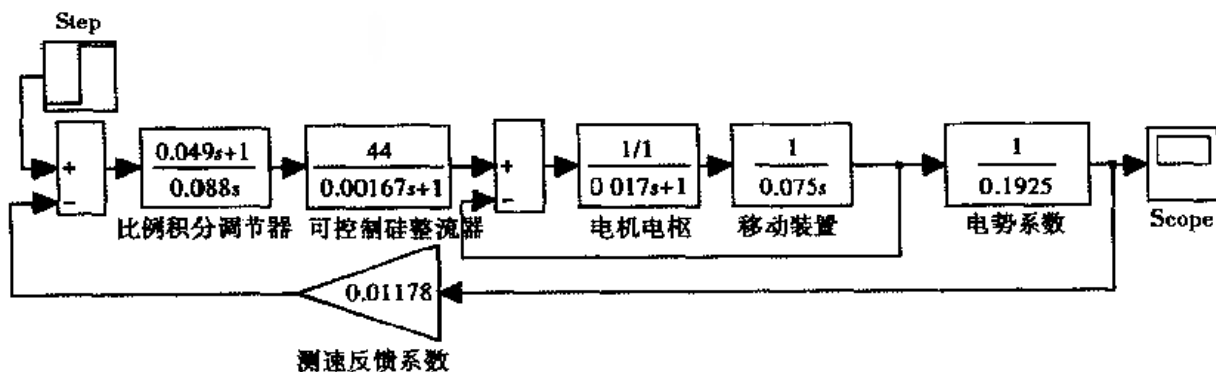 Step
+
−
0.049s+1
0.088s
比例积分调节器
44
0.00167s+1
可控制硅整流器
+
−
1/1
0.017s+1
电机电枢
1
0.075s
移动装置
1
0.1925
电势系数
Scope
0.01178
测速反馈系数